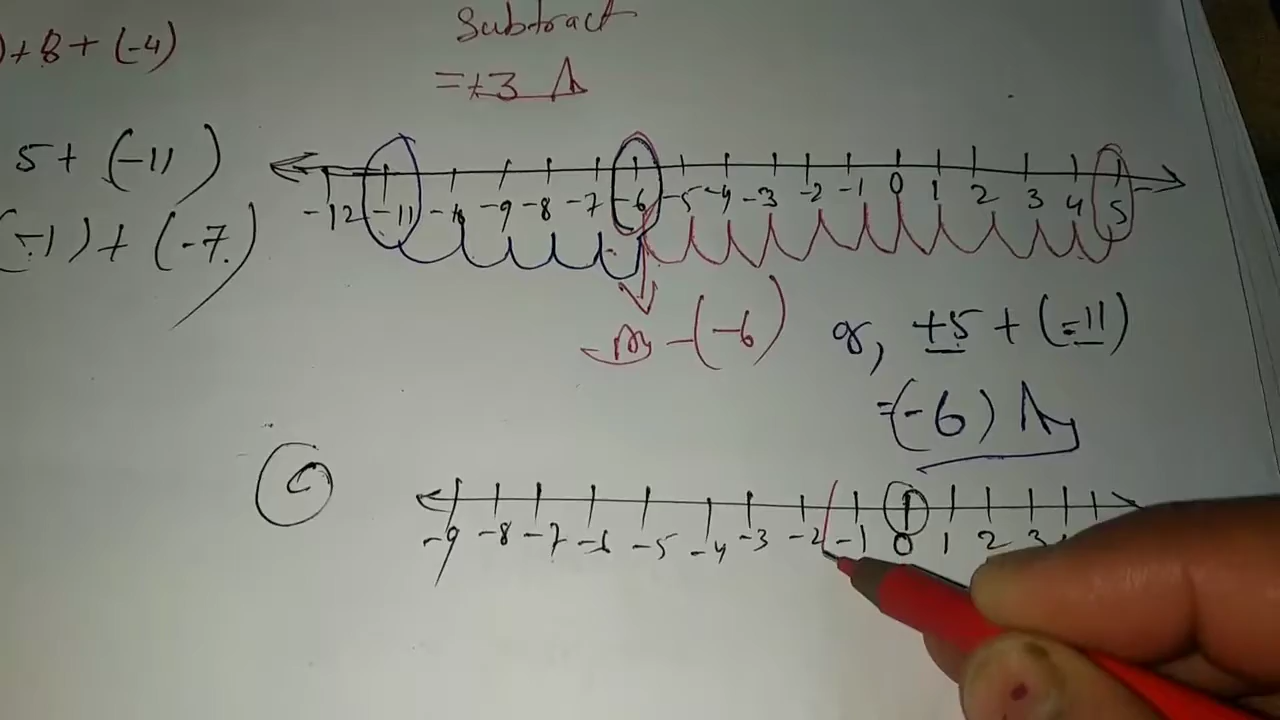 )+8+(-4)
Subtract
=+3
5+(-11)
-12 -11 -10 -9 -8 -7 -6 -5 -4 -3 -2 -1 0 1 2 3 4 5
(-1)+(-7)
(-6) or, +5+(-11)
=(-6)
C
-9 -8 -7 -6 -5 -4 -3 -2 -1 0 1 2 3